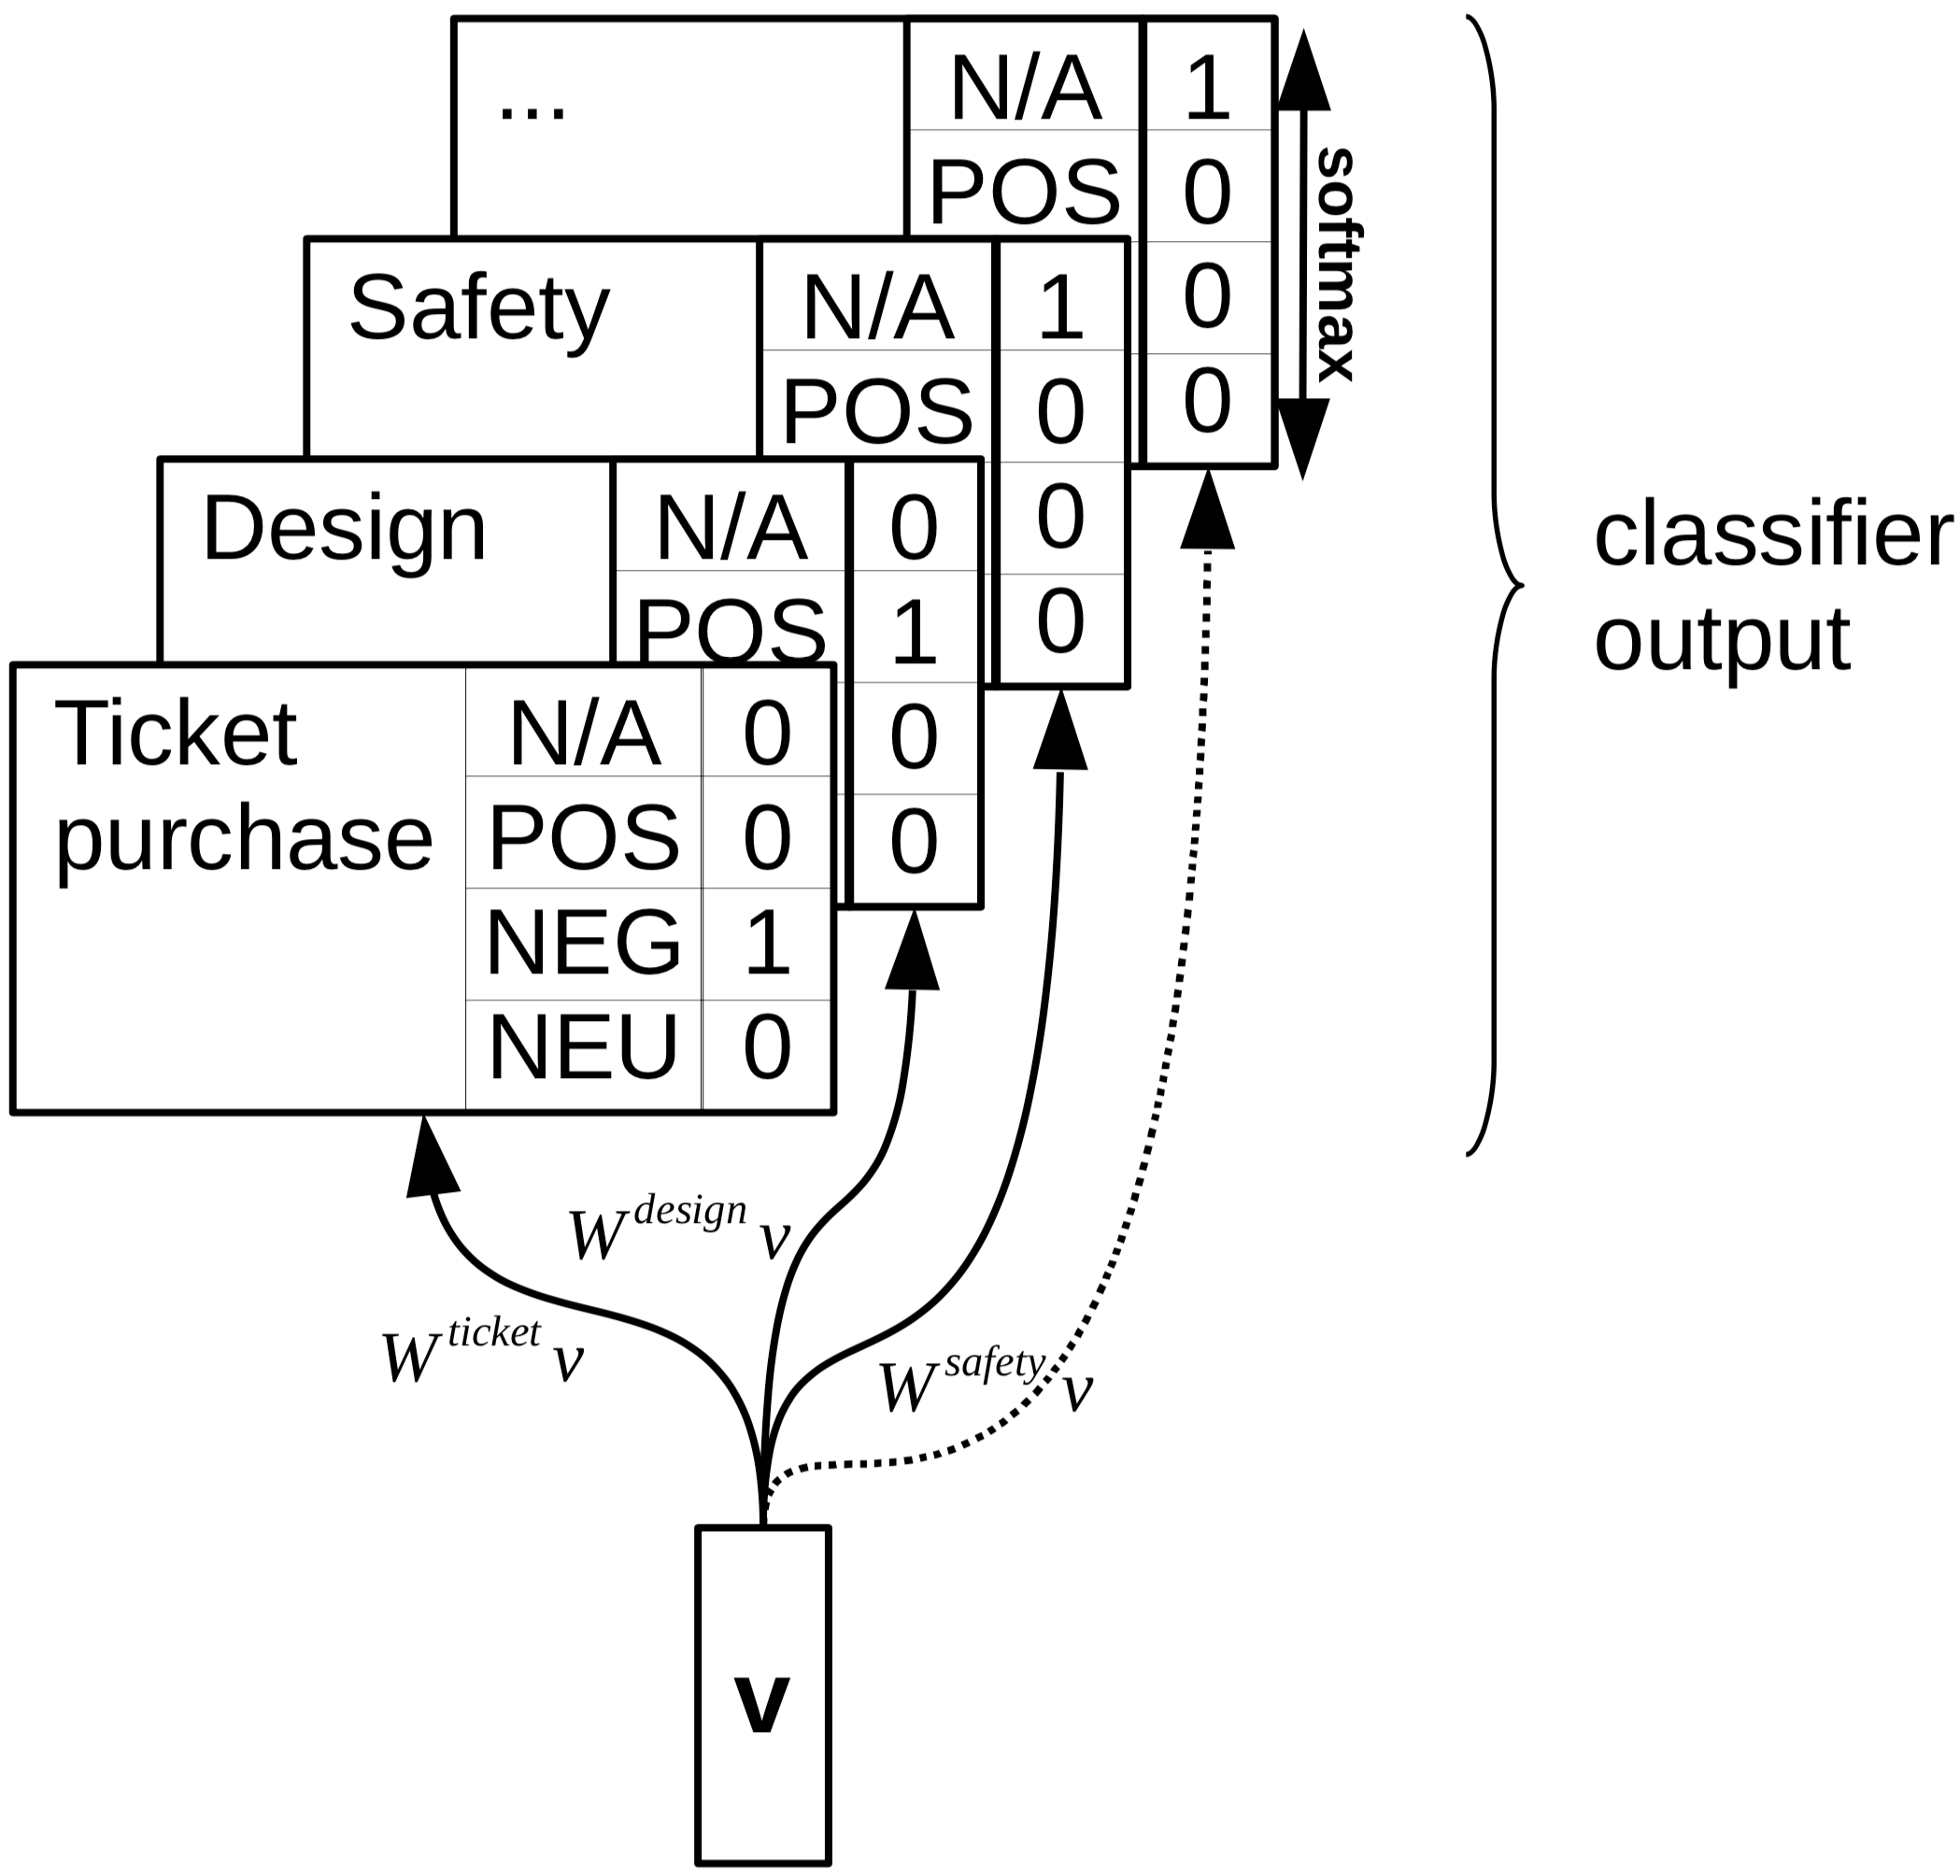 ...
N/A 1
POS 0
0
0
softmax
Safety N/A 1
POS 0
0
0
Design N/A 0
POS 1
0
0
Ticket N/A 0
purchase POS 0
NEG 1
NEU 0
classifier
output
W design v
W ticket v
W safety v
v